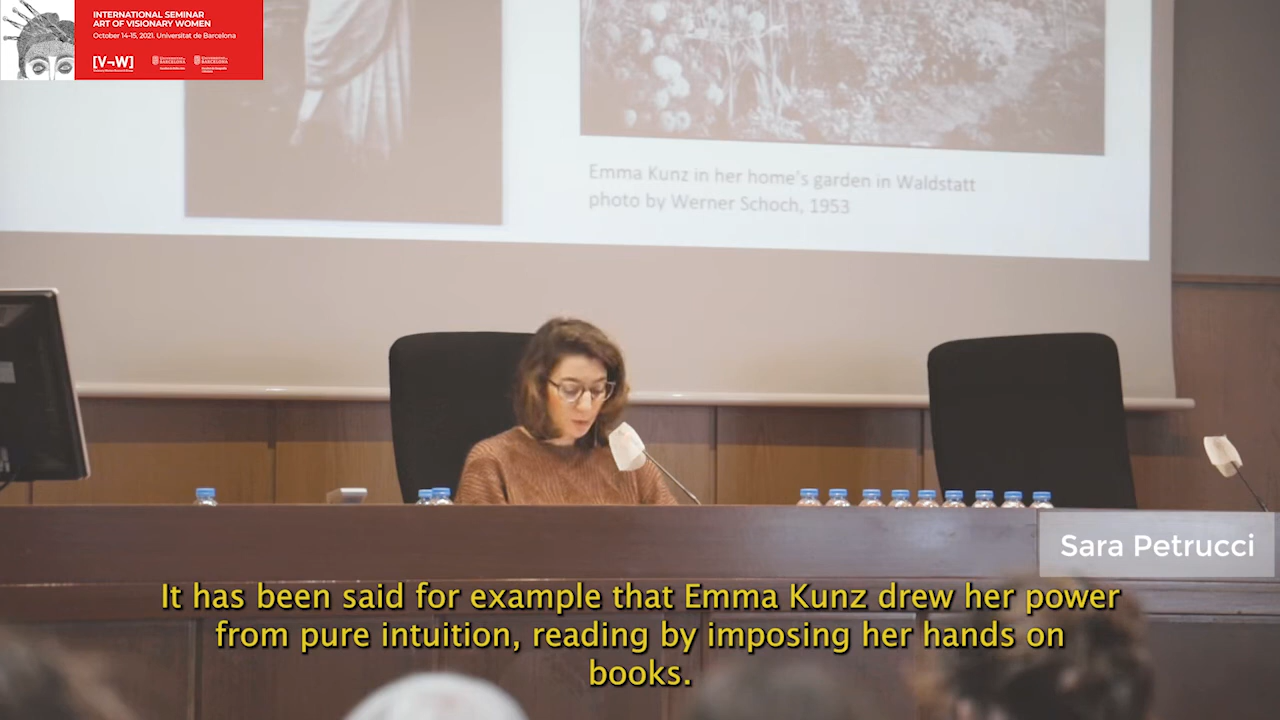 INTERNATIONAL SEMINAR
ART OF VISIONARY WOMEN
October 14-15, 2021. Universitat de Barcelona
[V¬W]
BARCELONA
BARCELONA
Emma Kunz in her home's garden in Waldstatt
photo by Werner Schoch, 1953
Sara Petrucci
It has been said for example that Emma Kunz drew her power
from pure intuition, reading by imposing her hands on
books.